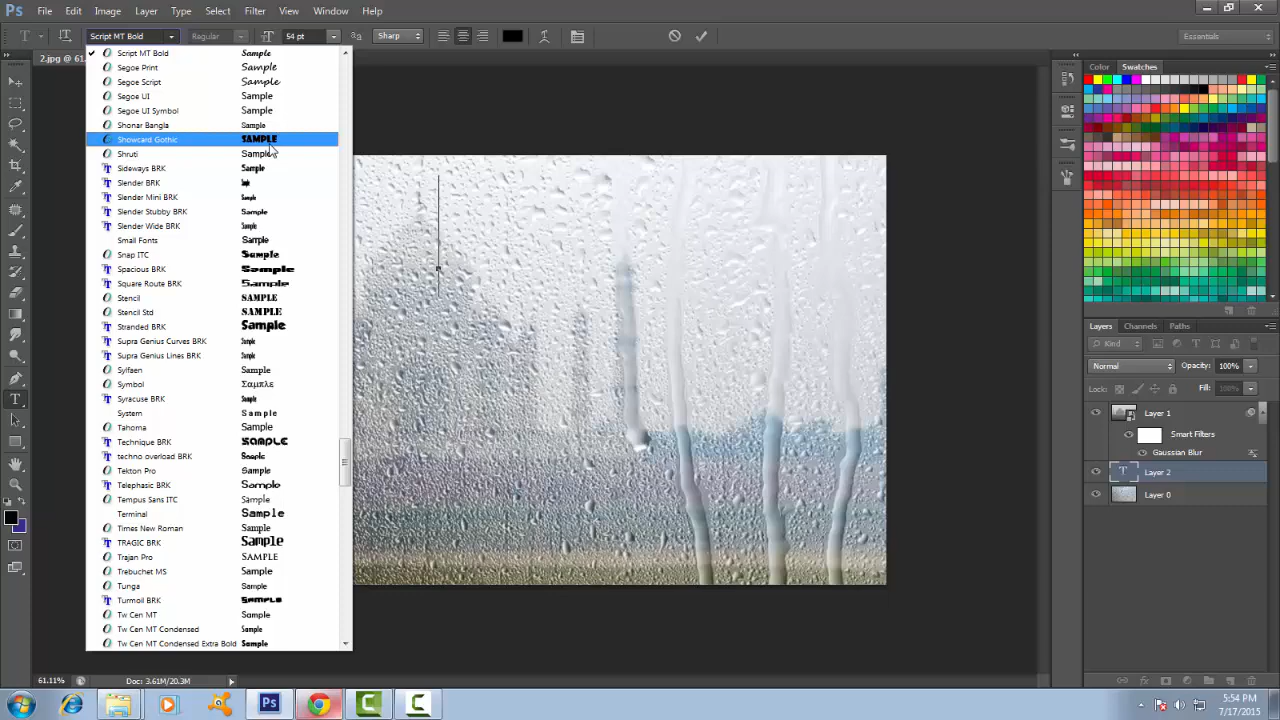 Ps File Edit Image Layer Type Select Filter View Window Help
T Script MT Bold Regular 54 pt aa Sharp Essentials
2.jpg @ 61.
Script MT Bold Sample
Segoe Print Sample
Segoe Script Sample
Segoe UI Sample
Segoe UI Symbol Sample
Shonar Bangla Sample
Showcard Gothic SAMPLE
Shruti Sample
Sideways BRK Sample
Slender BRK
Slender Mini BRK Sample
Slender Stubby BRK Sample
Slender Wide BRK Sample
Small Fonts Sample
Snap ITC Sample
Spacious BRK Sample
Square Route BRK Sample
Stencil SAMPLE
Stencil Std SAMPLE
Stranded BRK Sample
Supra Genius Curves BRK Sample
Supra Genius Lines BRK Sample
Sylfaen Sample
Symbol Σαμπλε
Syracuse BRK Sample
System Sample
Tahoma Sample
Technique BRK SAMPLE
techno overload BRK Sample
Tekton Pro Sample
Telephasic BRK Sample
Tempus Sans ITC Sample
Terminal Sample
Times New Roman Sample
TRAGIC BRK Sample
Trajan Pro SAMPLE
Trebuchet MS Sample
Tunga Sample
Turmoil BRK Sample
Tw Cen MT Sample
Tw Cen MT Condensed Sample
Tw Cen MT Condensed Extra Bold Sample
Color Swatches
Layers Channels Paths
Kind
Normal Opacity: 100%
Lock: Fill: 100%
Layer 1
Smart Filters
Gaussian Blur
T Layer 2
Layer 0
61.11% Doc: 3.61M/20.3M
Ps
5:54 PM
7/17/2015